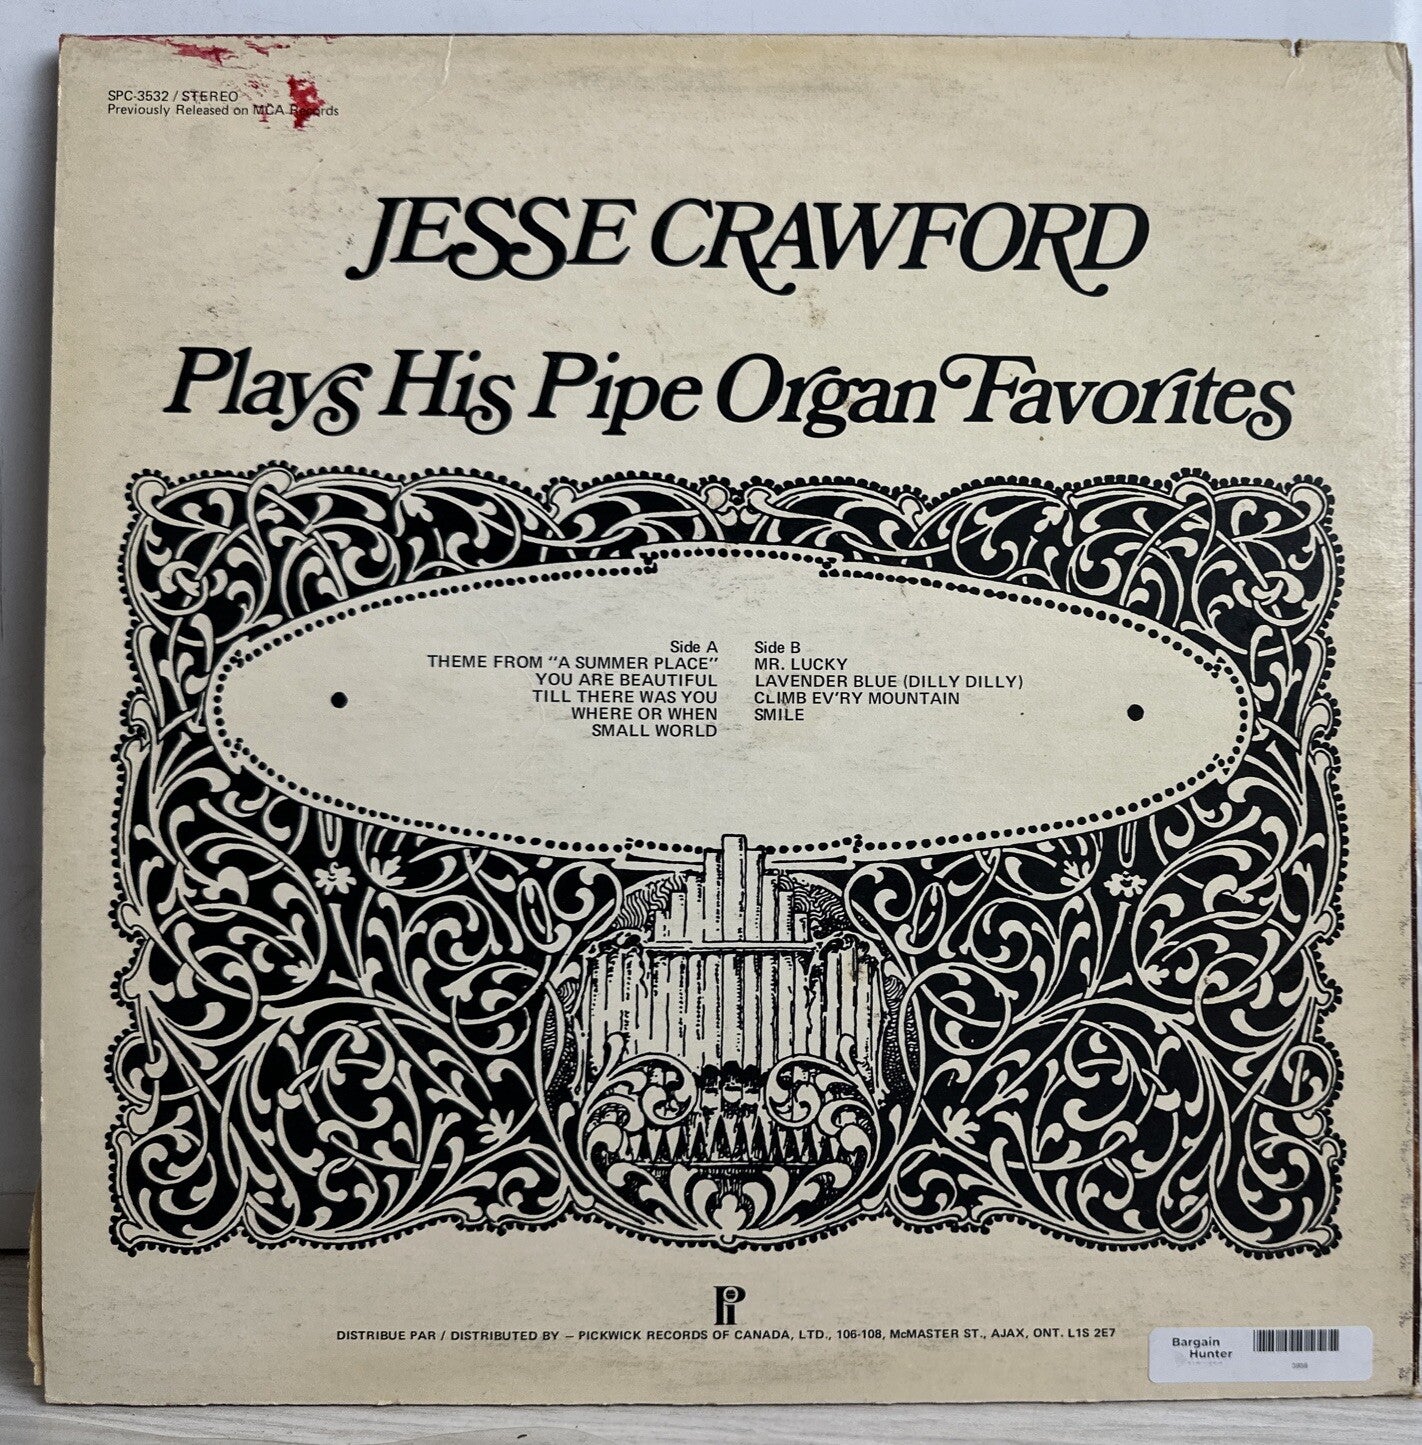 SPC-3532 / STEREO
Previously Released on MCA Records
JESSE CRAWFORD
Plays His Pipe Organ Favorites
Side A
THEME FROM "A SUMMER PLACE"
YOU ARE BEAUTIFUL
TILL THERE WAS YOU
WHERE OR WHEN
SMALL WORLD
Side B
MR. LUCKY
LAVENDER BLUE (DILLY DILLY)
CLIMB EV'RY MOUNTAIN
SMILE
Pi
DISTRIBUE PAR / DISTRIBUTED BY – PICKWICK RECORDS OF CANADA, LTD., 106-108, McMASTER ST., AJAX, ONT. L1S 2E7
Bargain
Hunter